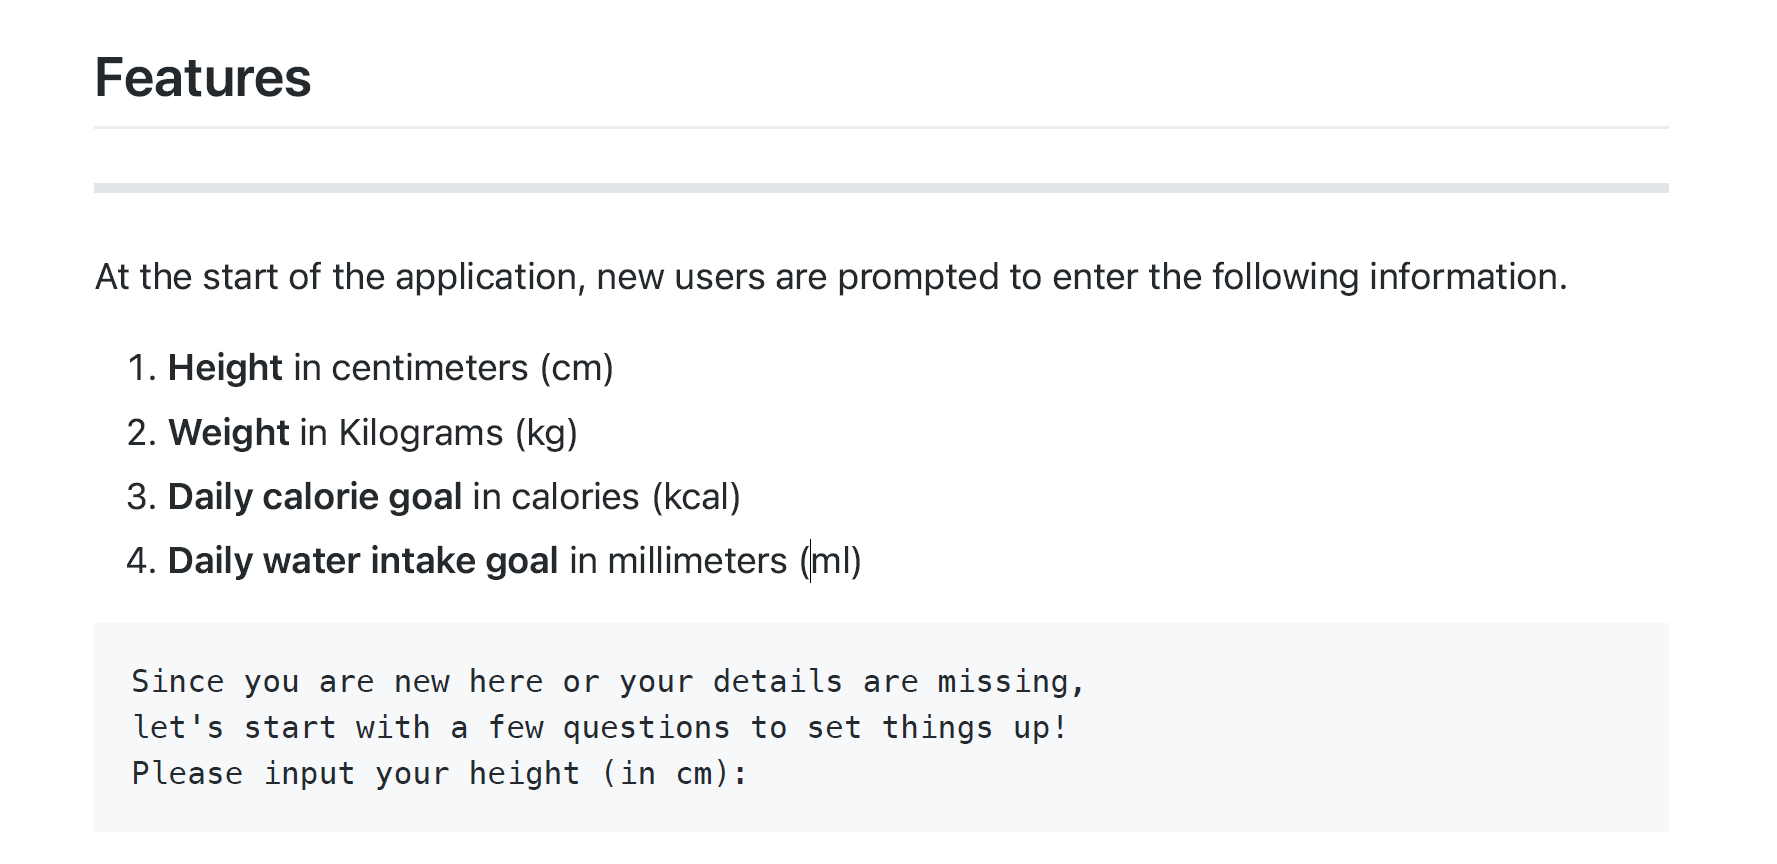 Features
At the start of the application, new users are prompted to enter the following information.
1. Height in centimeters (cm)
2. Weight in Kilograms (kg)
3. Daily calorie goal in calories (kcal)
4. Daily water intake goal in millimeters (ml)
Since you are new here or your details are missing,
let's start with a few questions to set things up!
Please input your height (in cm):